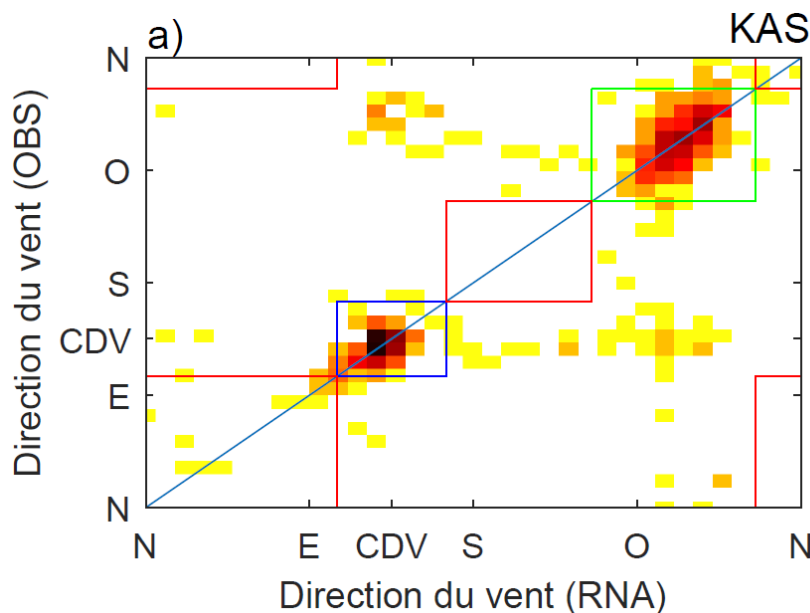 a)
KAS
Direction du vent (OBS)
N
O
S
CDV
E
N
N
E
CDV
S
O
N
Direction du vent (RNA)